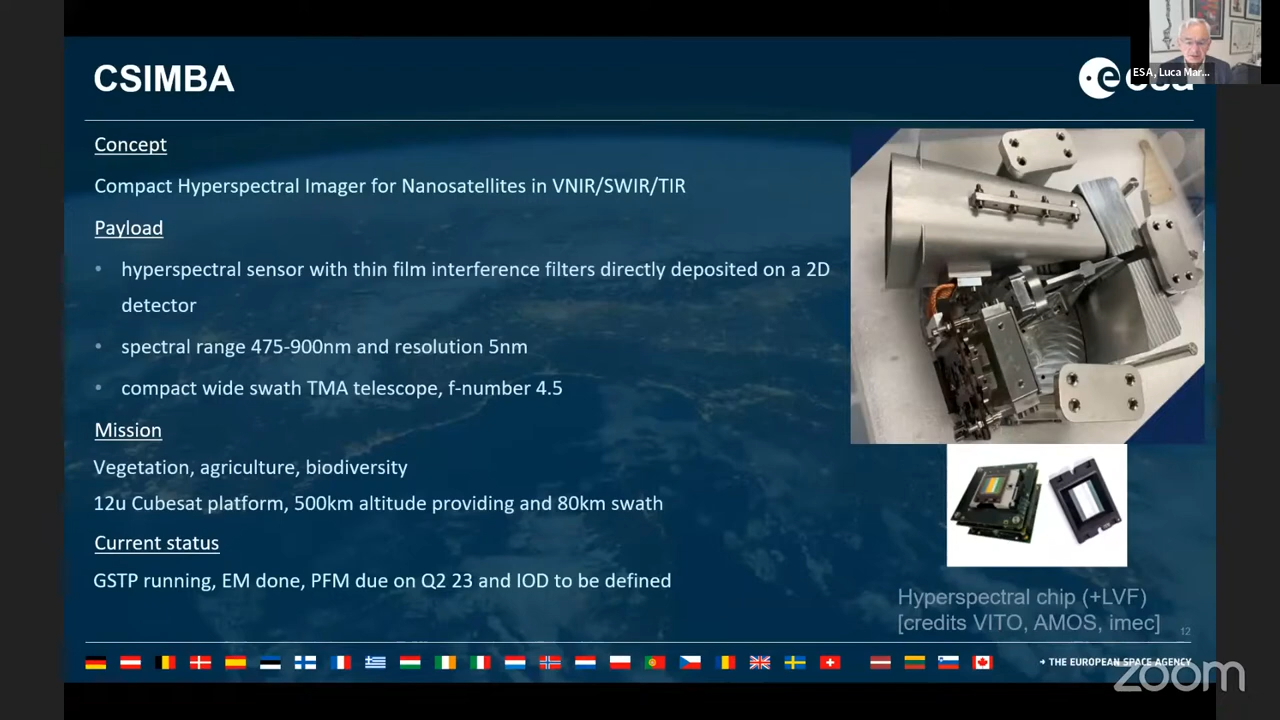 CSIMBA
esa
ESA, Luca Mar...
Concept
Compact Hyperspectral Imager for Nanosatellites in VNIR/SWIR/TIR
Payload
• hyperspectral sensor with thin film interference filters directly deposited on a 2D
detector
• spectral range 475-900nm and resolution 5nm
• compact wide swath TMA telescope, f-number 4.5
Mission
Vegetation, agriculture, biodiversity
12u Cubesat platform, 500km altitude providing and 80km swath
Current status
GSTP running, EM done, PFM due on Q2 23 and IOD to be defined
Hyperspectral chip (+LVF)
[credits VITO, AMOS, imec]
12
→ THE EUROPEAN SPACE AGENCY
zoom